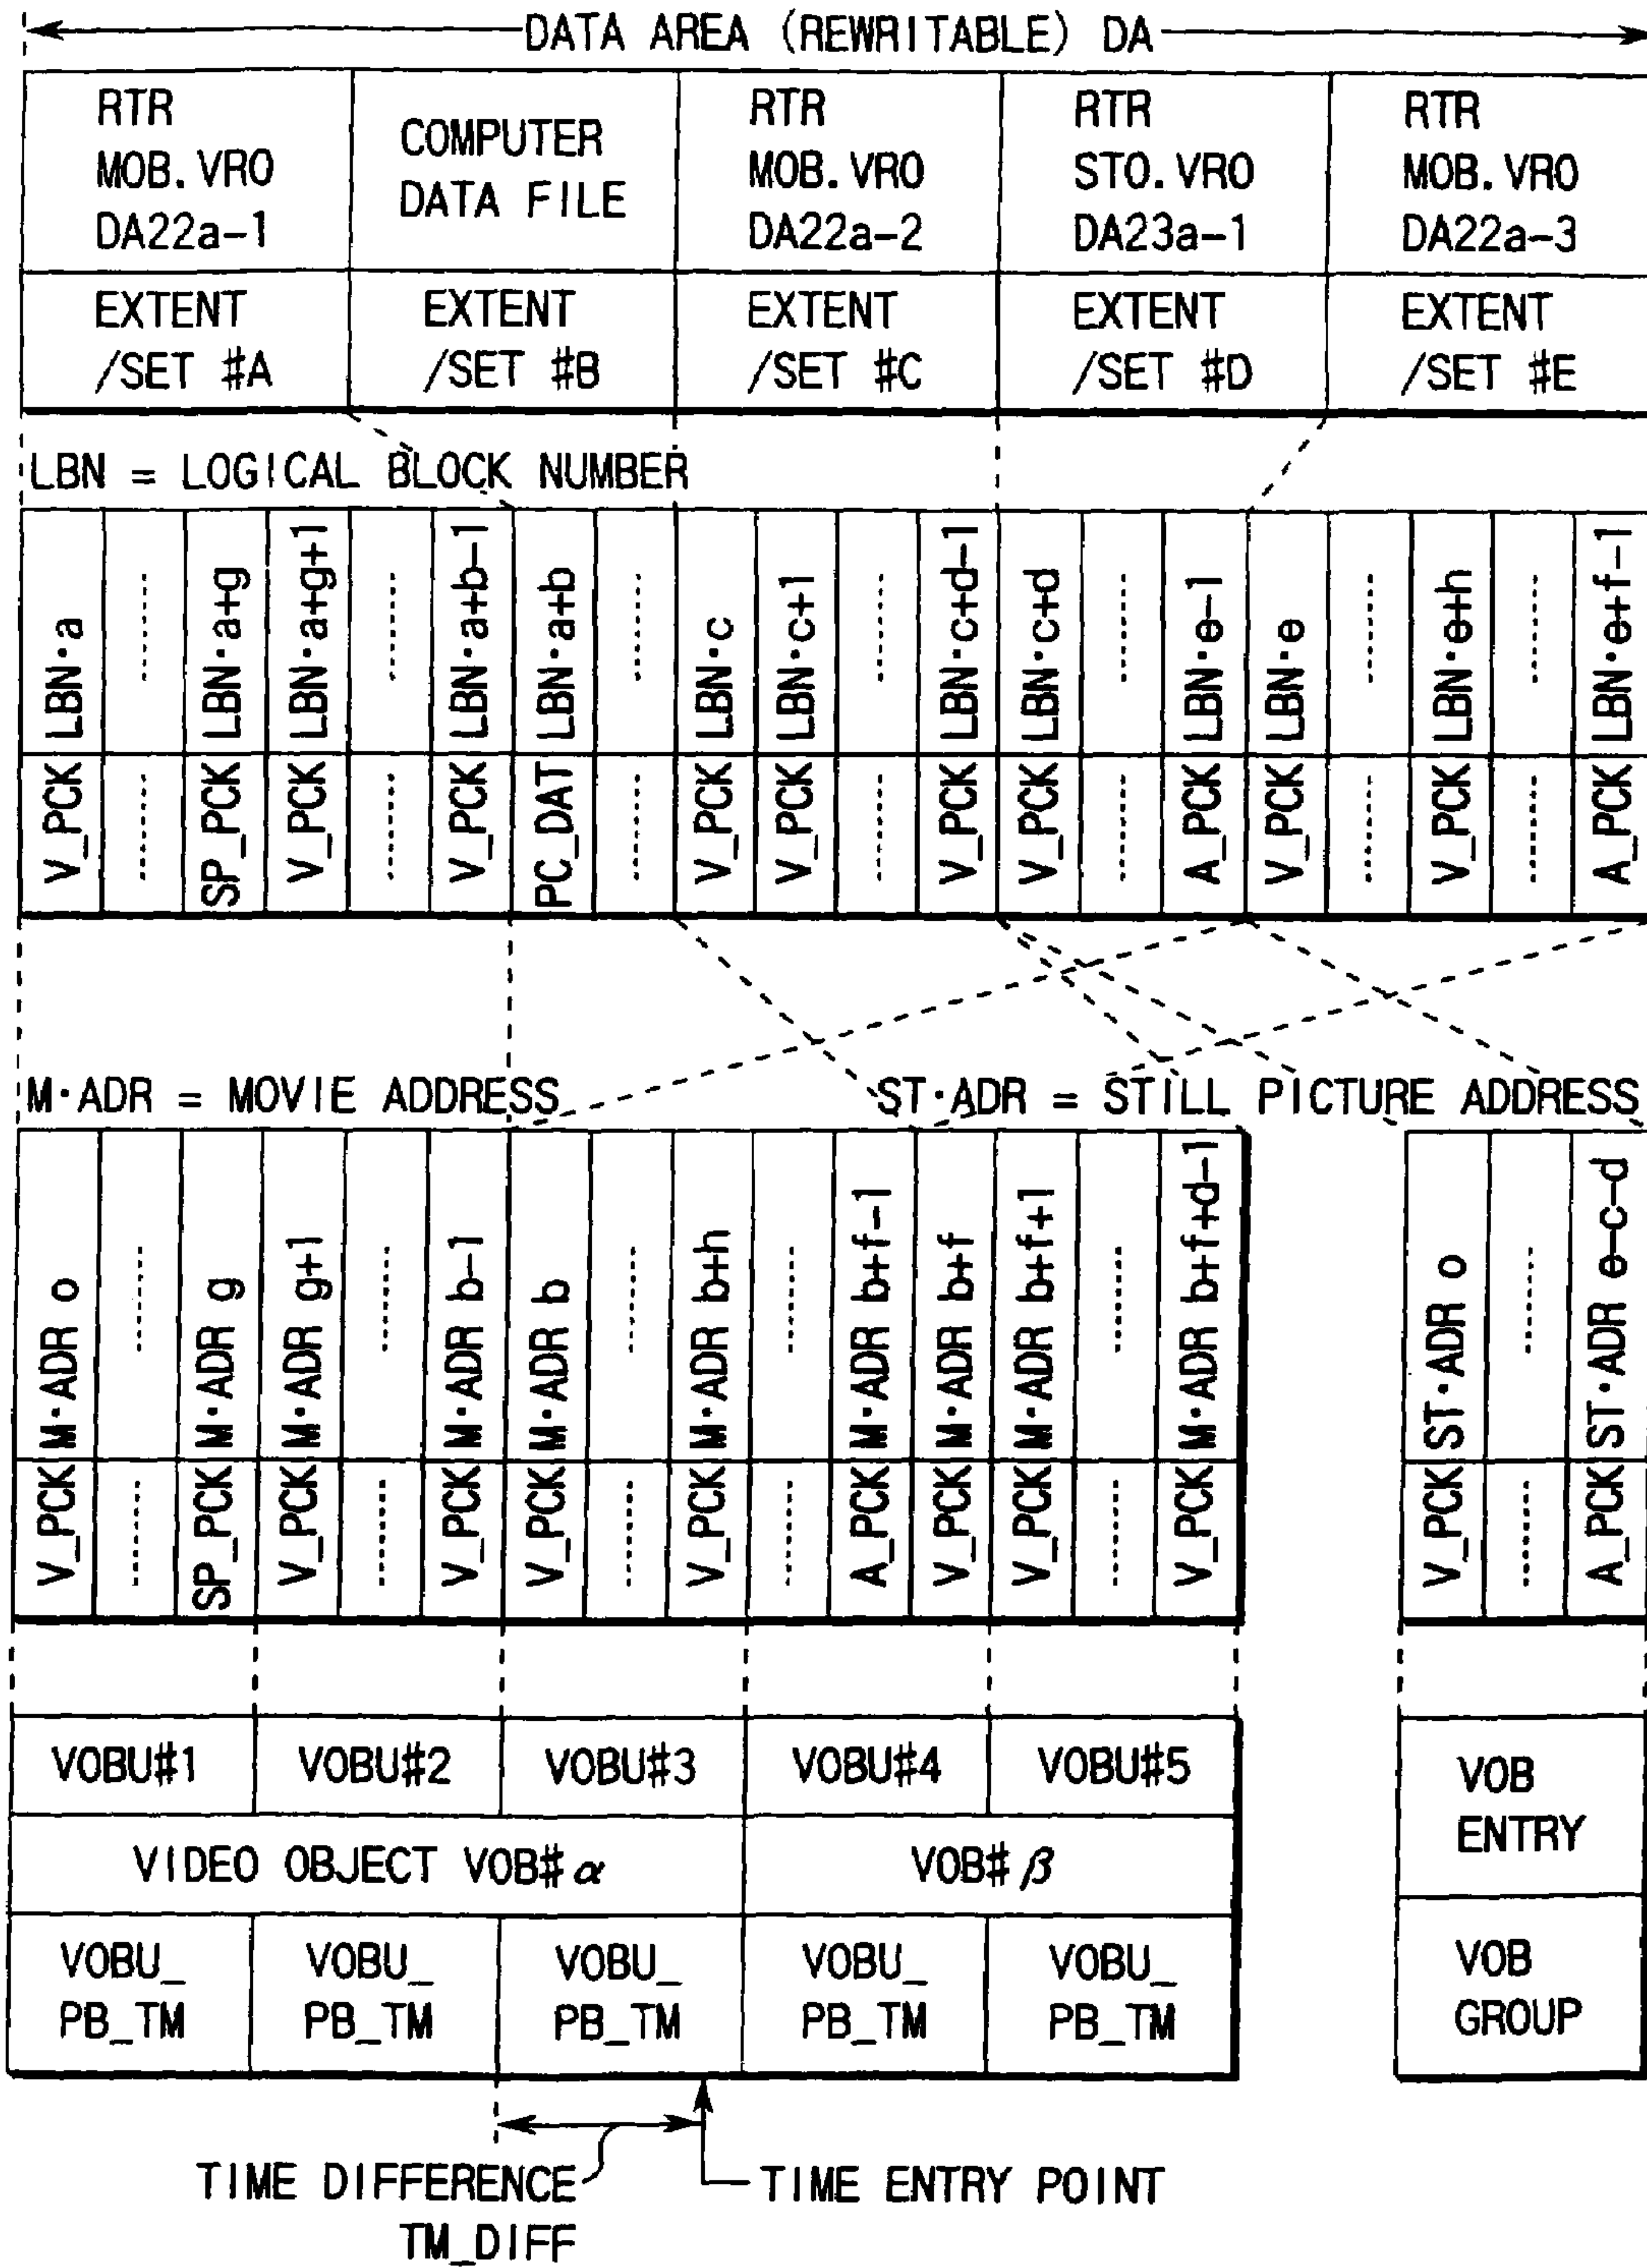 DATA AREA (REWRITABLE) DA
RTR MOB.VRO DA22a-1
COMPUTER DATA FILE
RTR MOB.VRO DA22a-2
RTR STO.VRO DA23a-1
RTR MOB.VRO DA22a-3
EXTENT /SET #A
EXTENT /SET #B
EXTENT /SET #C
EXTENT /SET #D
EXTENT /SET #E
LBN = LOGICAL BLOCK NUMBER
LBN·a
LBN·a+g
LBN·a+g+1
LBN·a+b-1
LBN·a+b
LBN·c
LBN·c+1
LBN·c+d-1
LBN·c+d
LBN·e-1
LBN·e
LBN·e+h
LBN·e+f-1
V_PCK
SP_PCK
V_PCK
V_PCK
PC_DAT
V_PCK
V_PCK
V_PCK
V_PCK
A_PCK
V_PCK
V_PCK
A_PCK
M·ADR = MOVIE ADDRESS
ST·ADR = STILL PICTURE ADDRESS
M·ADR o
M·ADR g
M·ADR g+1
M·ADR b-1
M·ADR b
M·ADR b+h
M·ADR b+f-1
M·ADR b+f
M·ADR b+f+1
M·ADR b+f+d-1
ST·ADR o
ST·ADR e-c-d
V_PCK
SP_PCK
V_PCK
V_PCK
V_PCK
V_PCK
A_PCK
V_PCK
V_PCK
V_PCK
V_PCK
A_PCK
VOBU#1
VOBU#2
VOBU#3
VOBU#4
VOBU#5
VOB ENTRY
VIDEO OBJECT VOB#α
VOB#β
VOBU_ PB_TM
VOBU_ PB_TM
VOBU_ PB_TM
VOBU_ PB_TM
VOBU_ PB_TM
VOB GROUP
TIME DIFFERENCE TM_DIFF
TIME ENTRY POINT